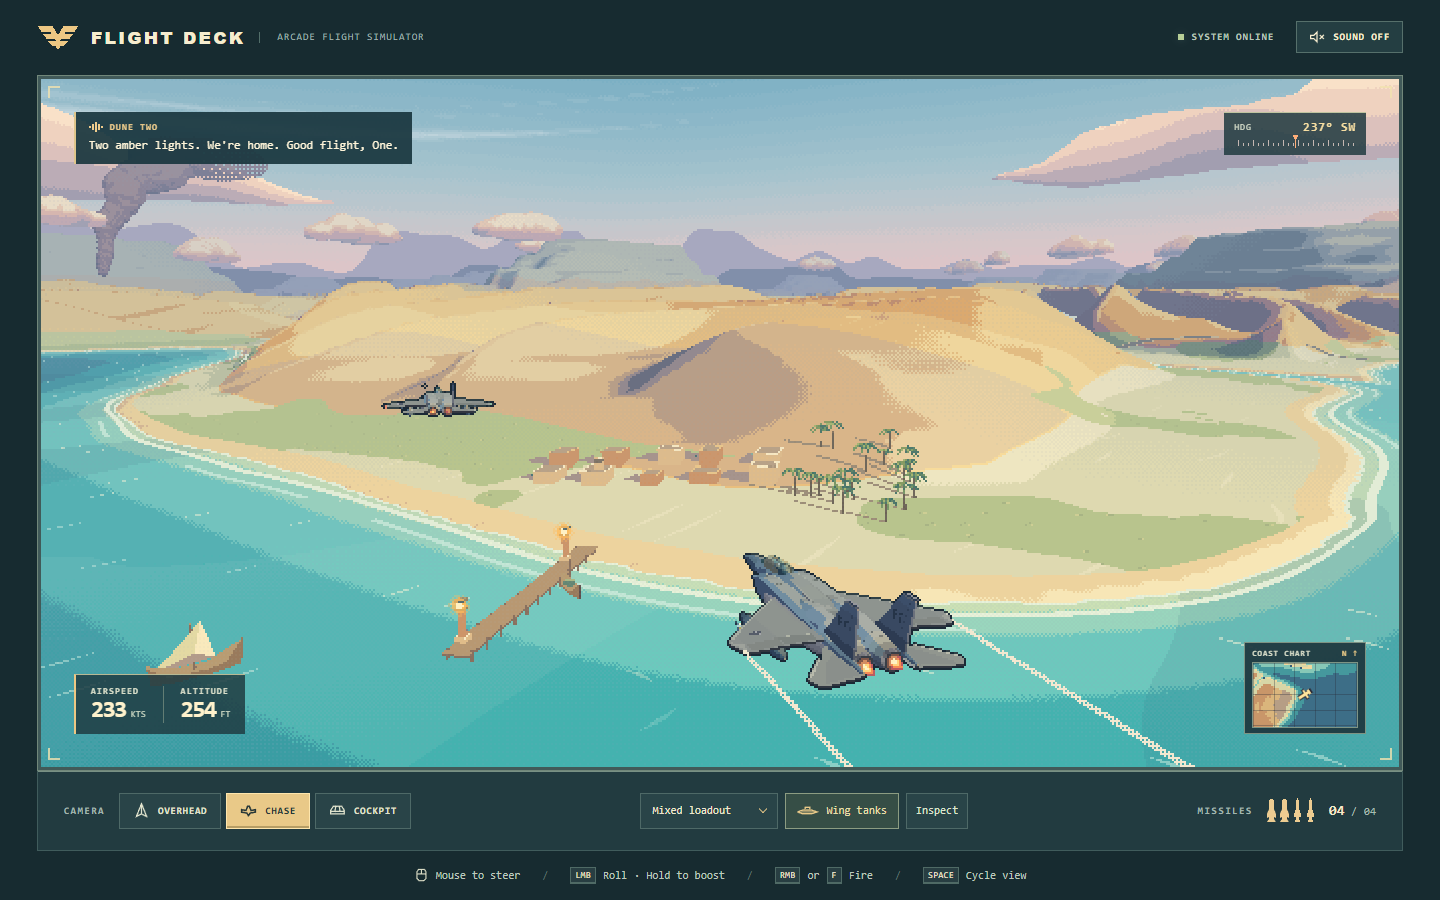 FLIGHT DECK
ARCADE FLIGHT SIMULATOR
SYSTEM ONLINE
SOUND OFF
DUNE TWO
Two amber lights. We're home. Good flight, One.
HDG 237° SW
AIRSPEED
233 KTS
ALTITUDE
254 FT
COAST CHART N ↑
CAMERA
OVERHEAD
CHASE
COCKPIT
Mixed loadout
Wing tanks
Inspect
MISSILES
04 / 04
Mouse to steer / LMB Roll · Hold to boost / RMB or F Fire / SPACE Cycle view